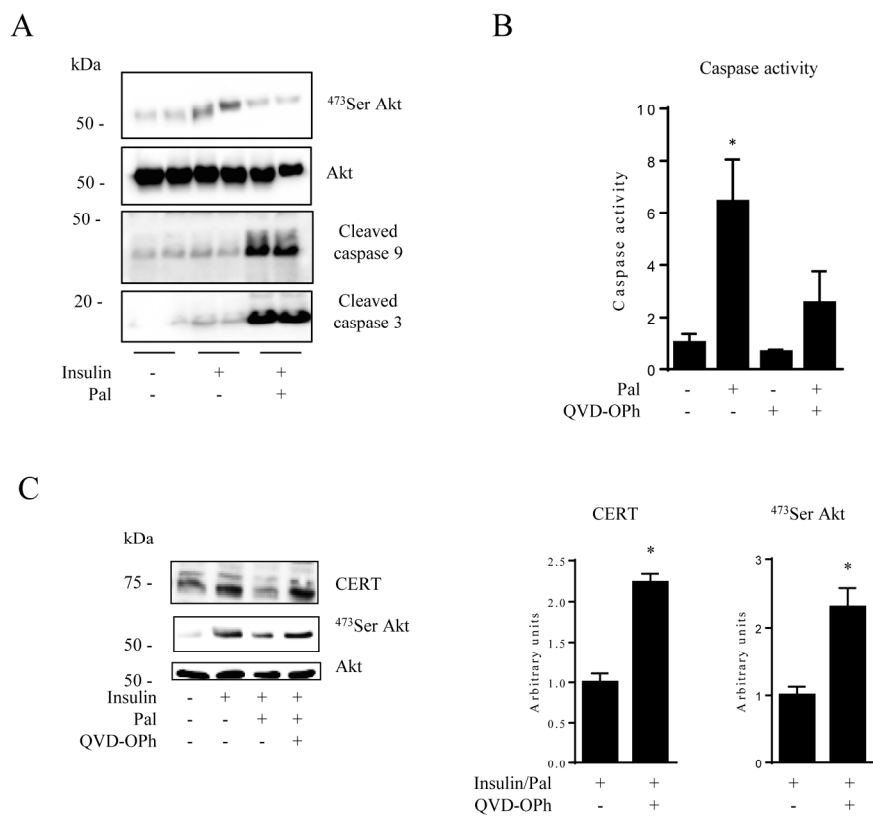 A
kDa
50 -
⁴⁷³Ser Akt
50 -
Akt
50 -
Cleaved
caspase 9
20 -
Cleaved
caspase 3
Insulin - + +
Pal - - +
B
Caspase activity
Caspase activity
10
8
6
4
2
0
*
Pal - + - +
QVD-OPh - - + +
C
kDa
75 -
CERT
50 -
⁴⁷³Ser Akt
50 -
Akt
Insulin - + + +
Pal - - + +
QVD-OPh - - - +
CERT
Arbitrary units
2.5
2.0
1.5
1.0
0.5
0.0
*
⁴⁷³Ser Akt
Arbitrary units
3
2
1
0
*
Insulin/Pal + + + +
QVD-OPh - + - +